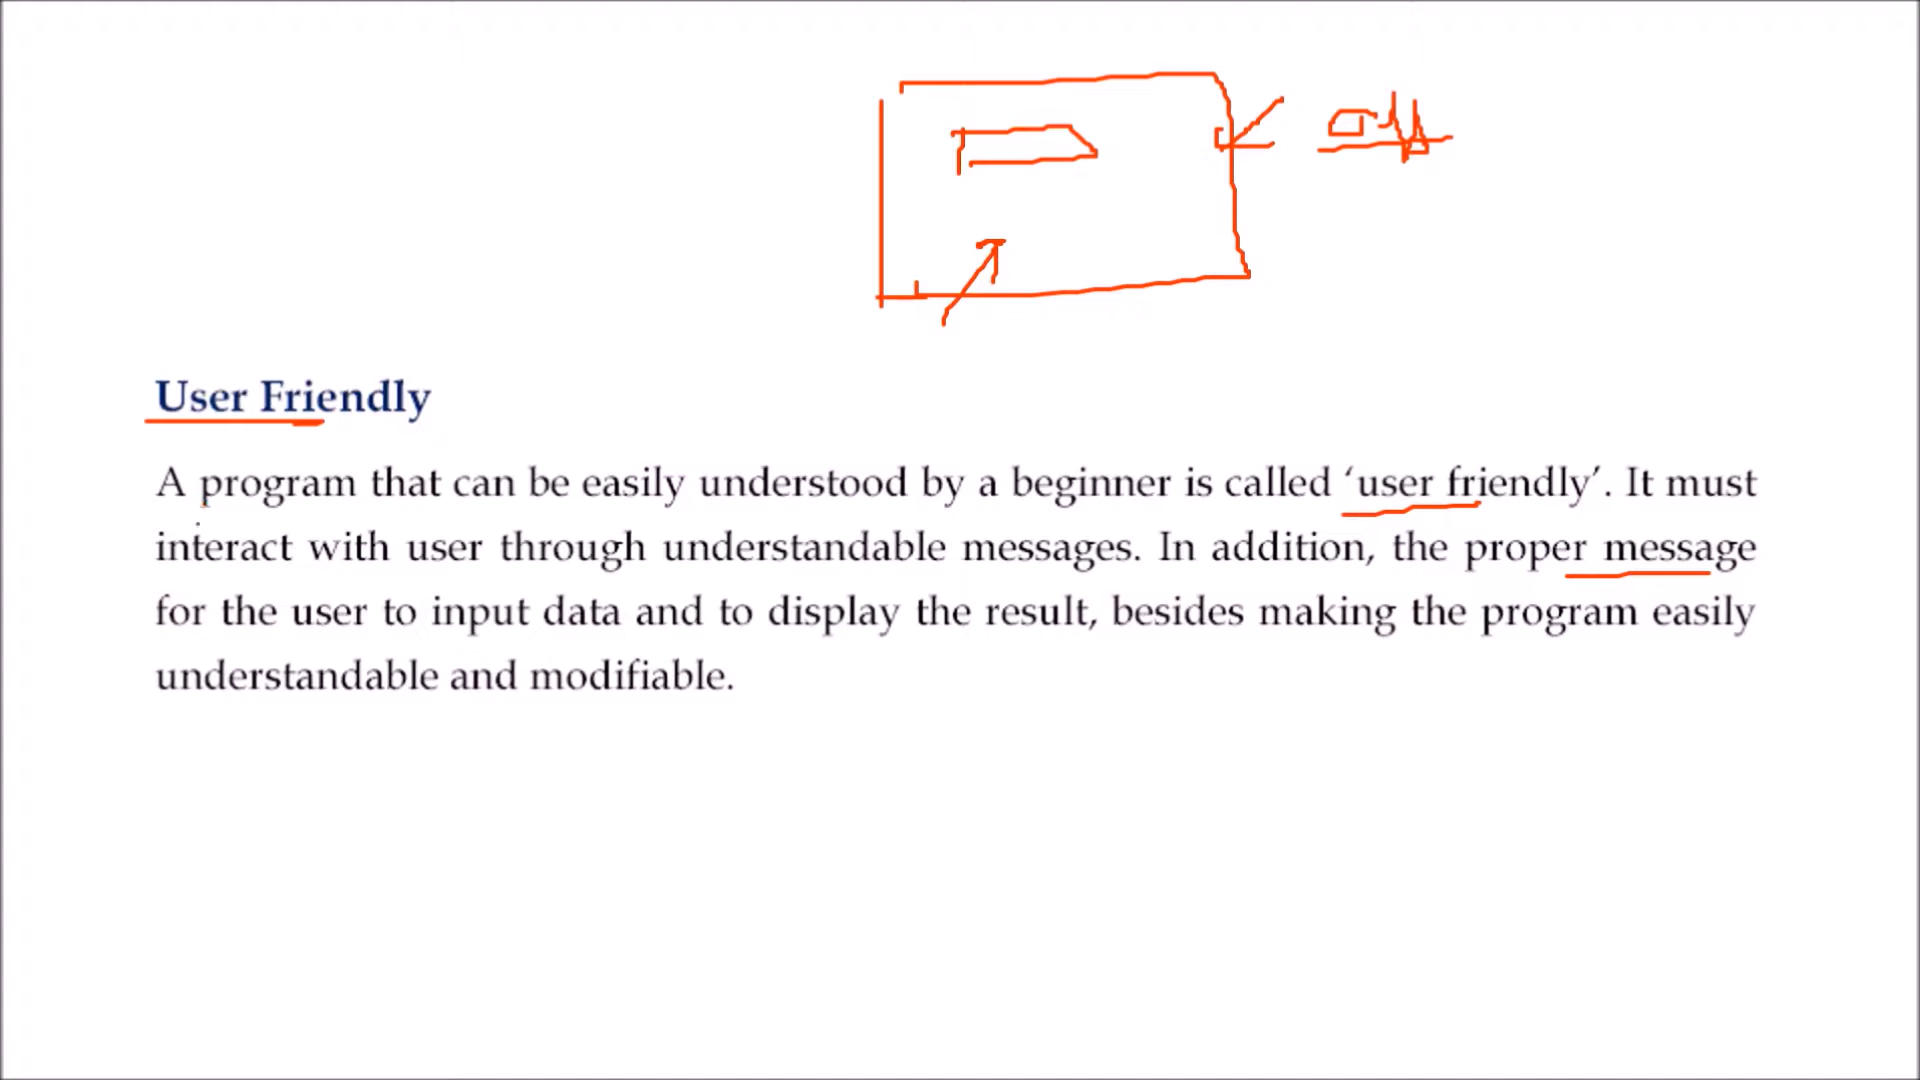 User Friendly
A program that can be easily understood by a beginner is called ‘user friendly’. It must
interact with user through understandable messages. In addition, the proper message
for the user to input data and to display the result, besides making the program easily
understandable and modifiable.